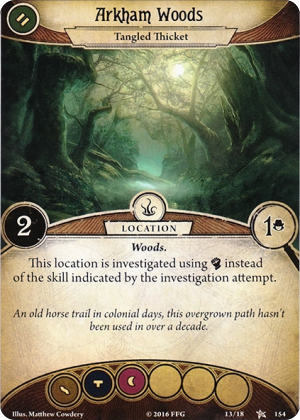 Arkham Woods
Tangled Thicket
2
LOCATION
1
Woods.
This location is investigated using instead
of the skill indicated by the investigation attempt.
An old horse trail in colonial days, this overgrown path hasn't
been used in over a decade.
Illus. Matthew Cowdery © 2016 FFG 13/18 154